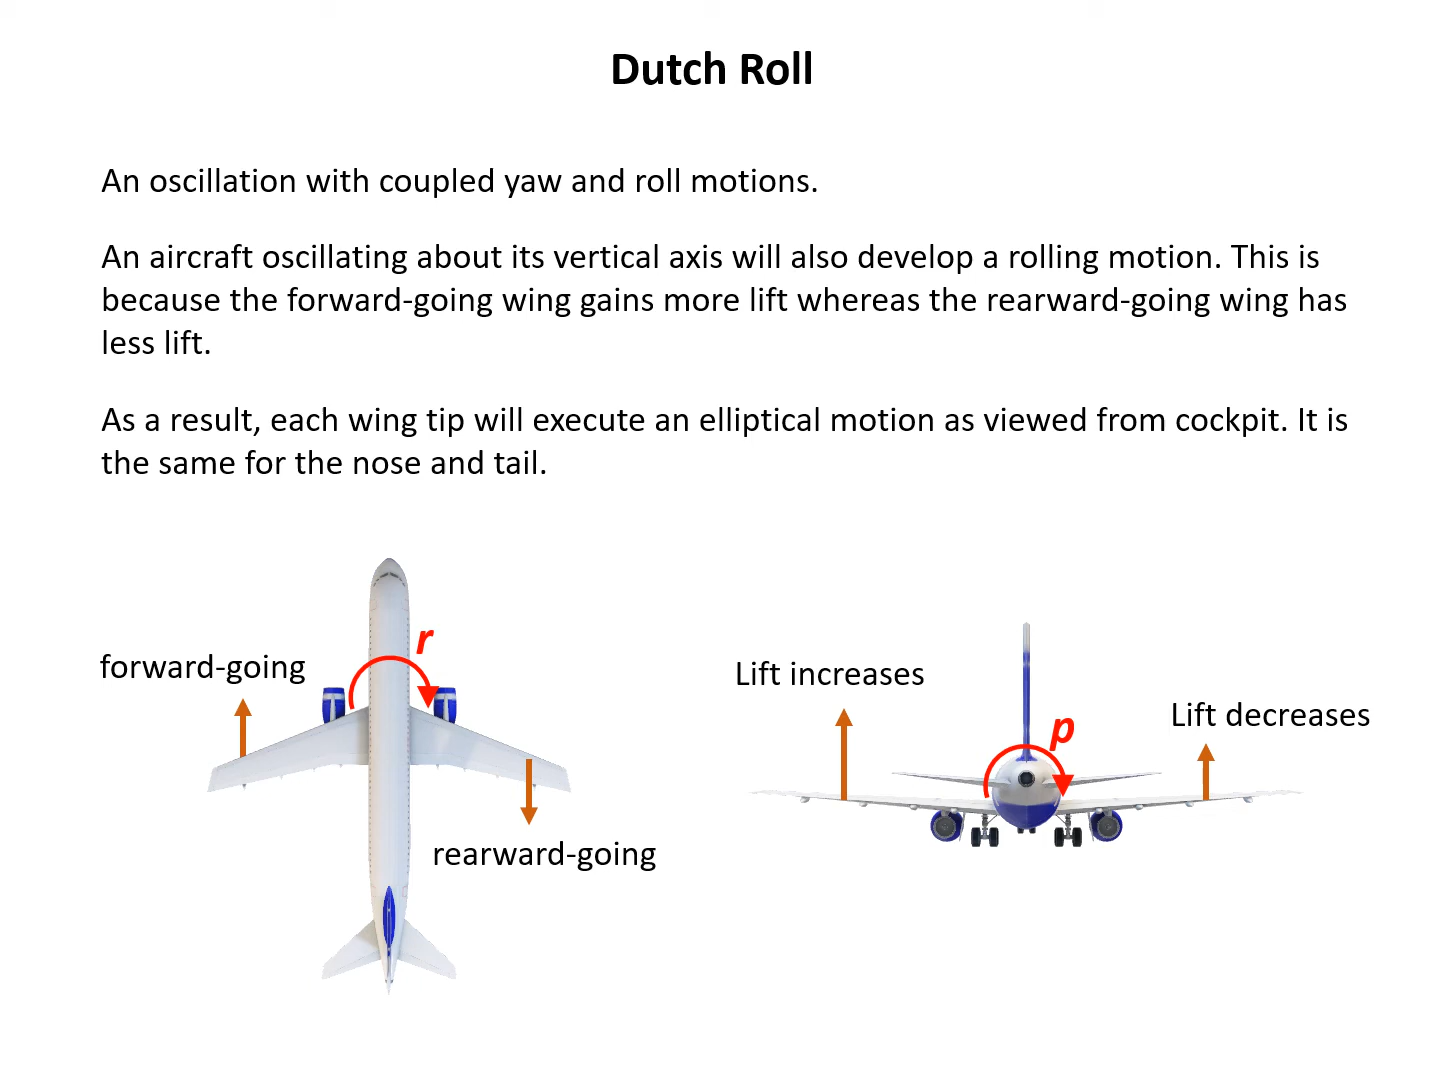 Dutch Roll
An oscillation with coupled yaw and roll motions.
An aircraft oscillating about its vertical axis will also develop a rolling motion. This is
because the forward-going wing gains more lift whereas the rearward-going wing has
less lift.
As a result, each wing tip will execute an elliptical motion as viewed from cockpit. It is
the same for the nose and tail.
r
forward-going
rearward-going
Lift increases
Lift decreases
p